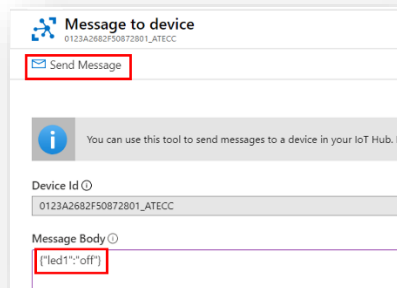 Message to device
0123A2682F50872801_ATECC
Send Message
You can use this tool to send messages to a device in your IoT Hub.
Device Id
0123A2682F50872801_ATECC
Message Body
{"led1":"off"}